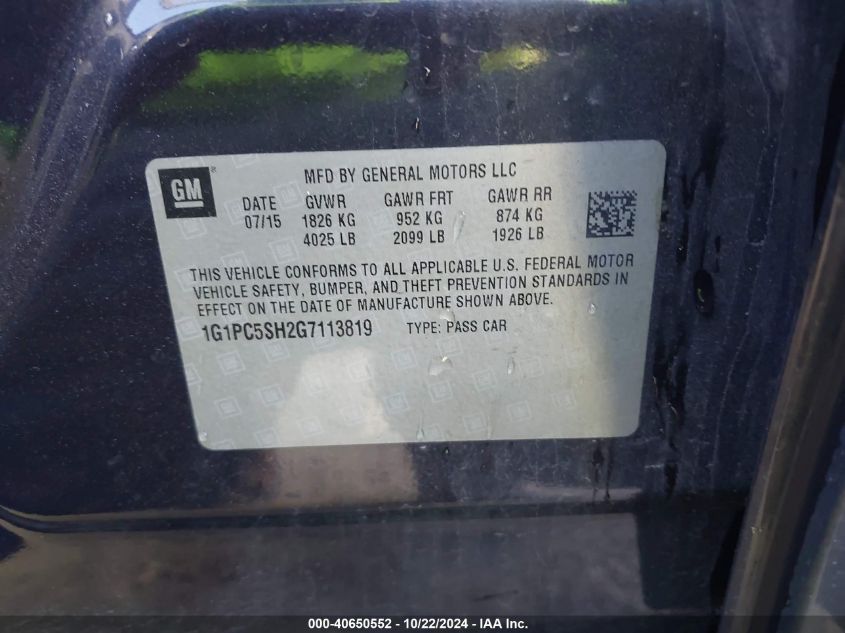 GM
MFD BY GENERAL MOTORS LLC
DATE GVWR GAWR FRT GAWR RR
07/15 1826 KG 952 KG 874 KG
4025 LB 2099 LB 1926 LB
THIS VEHICLE CONFORMS TO ALL APPLICABLE U.S. FEDERAL MOTOR
VEHICLE SAFETY, BUMPER, AND THEFT PREVENTION STANDARDS IN
EFFECT ON THE DATE OF MANUFACTURE SHOWN ABOVE.
1G1PC5SH2G7113819 TYPE: PASS CAR
000-40650552 - 10/22/2024 - IAA Inc.